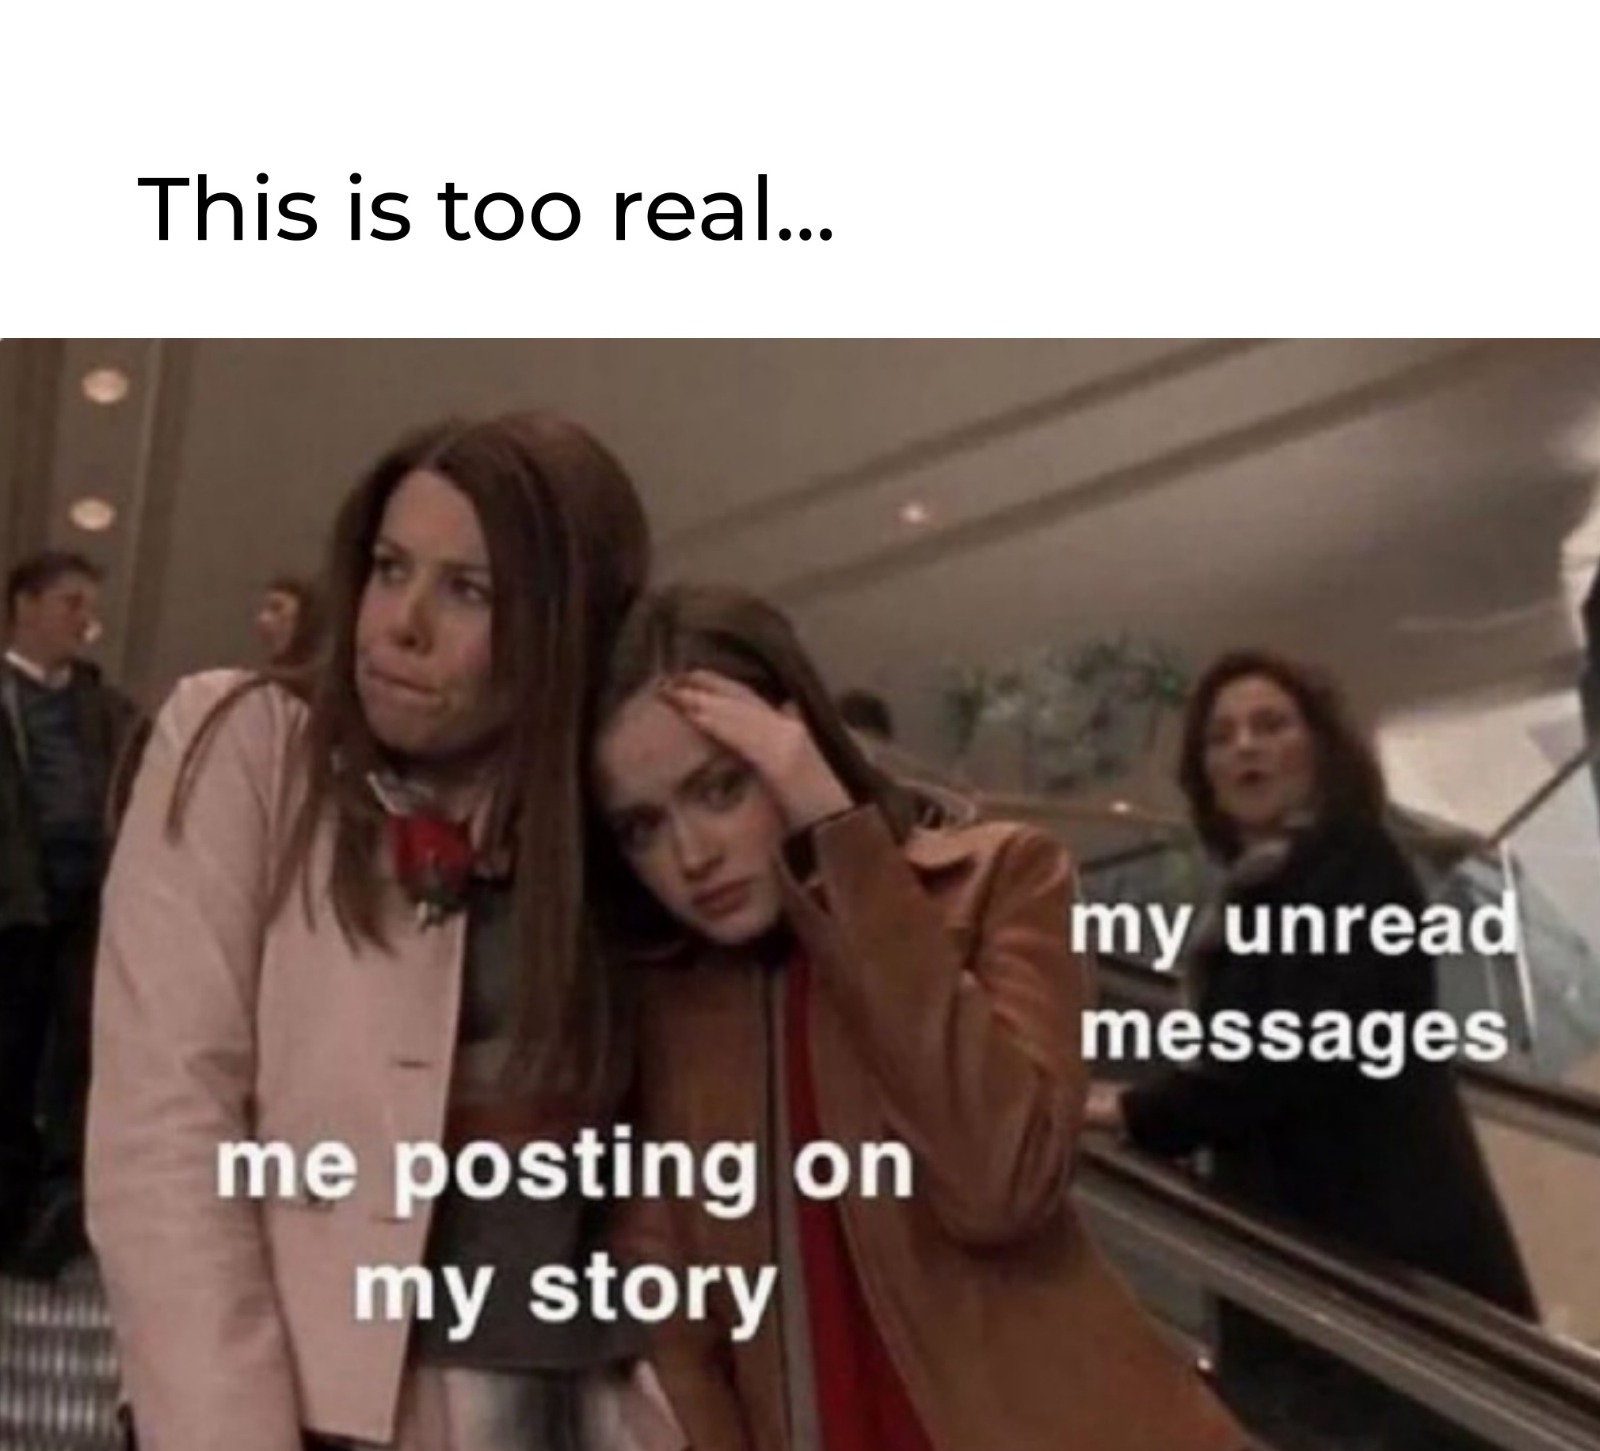 This is too real...
my unread
messages
me posting on
my story